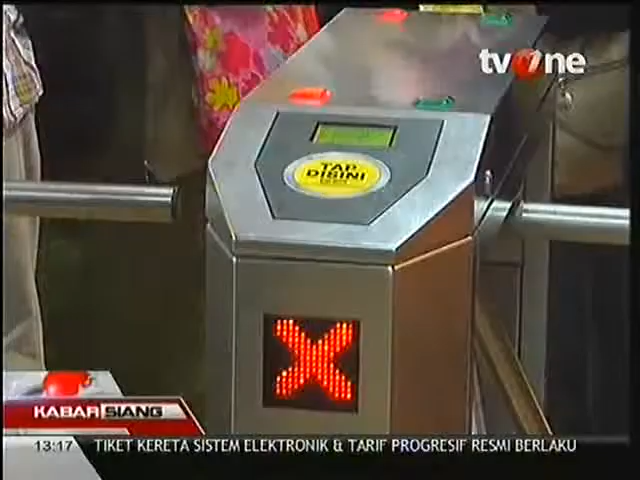 tvOne
TAP
DISINI
KABAR SIANG
13:17 TIKET KERETA SISTEM ELEKTRONIK & TARIF PROGRESIF RESMI BERLAKU